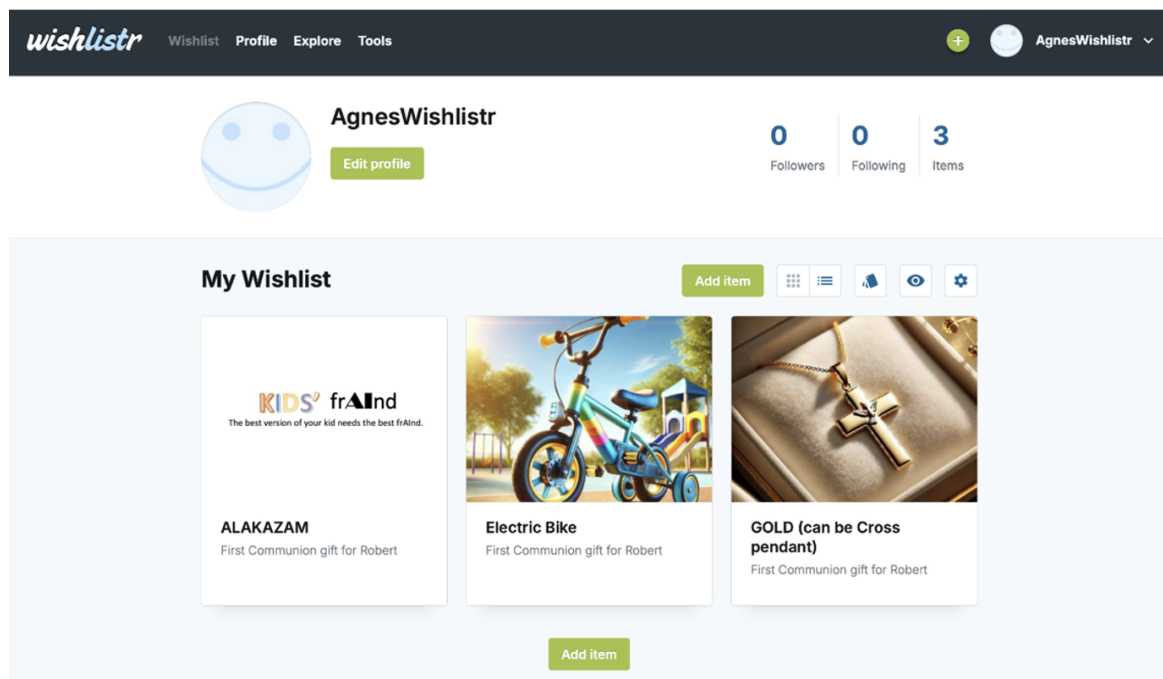 wishlistr Wishlist Profile Explore Tools + AgnesWishlistr
AgnesWishlistr
Edit profile
0 0 3
Followers Following Items
My Wishlist Add item
KIDS' frAInd
The best version of your kid needs the best frAInd.
ALAKAZAM
First Communion gift for Robert
Electric Bike
First Communion gift for Robert
GOLD (can be Cross
pendant)
First Communion gift for Robert
Add item